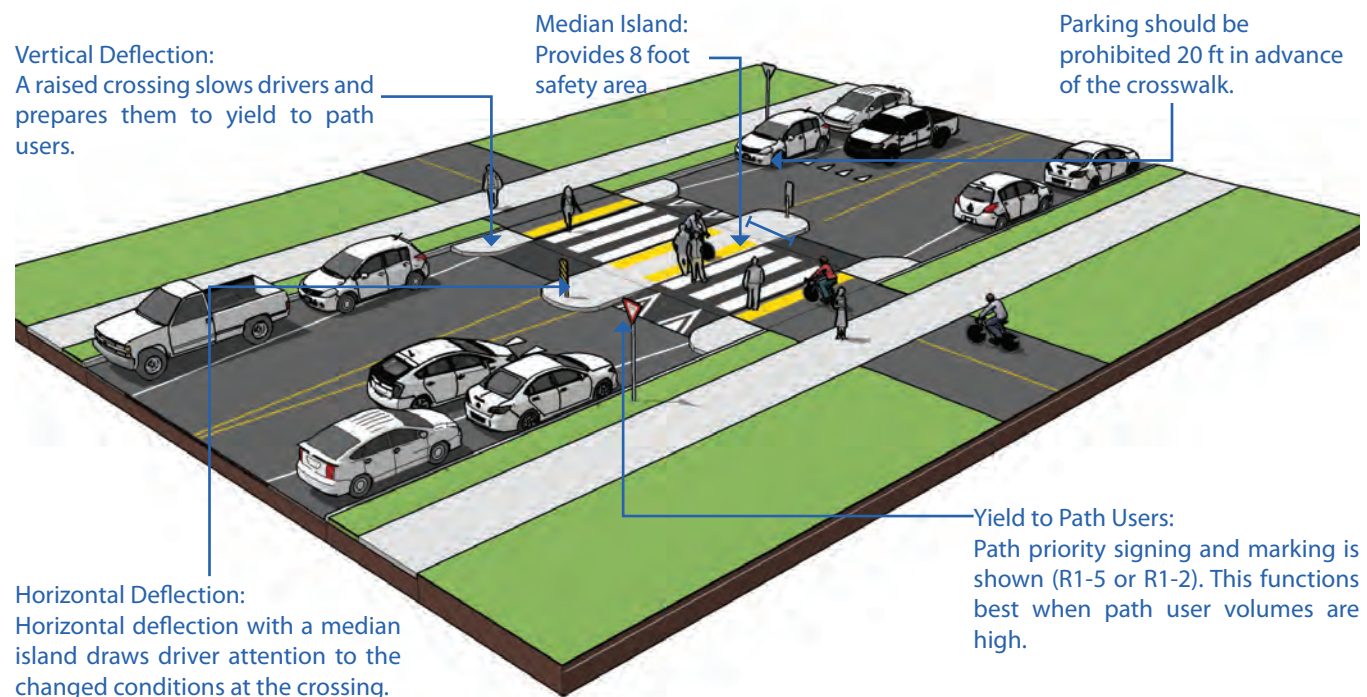 Vertical Deflection:
A raised crossing slows drivers and
prepares them to yield to path
users.
Median Island:
Provides 8 foot
safety area
Parking should be
prohibited 20 ft in advance
of the crosswalk.
Horizontal Deflection:
Horizontal deflection with a median
island draws driver attention to the
changed conditions at the crossing.
Yield to Path Users:
Path priority signing and marking is
shown (R1-5 or R1-2). This functions
best when path user volumes are
high.